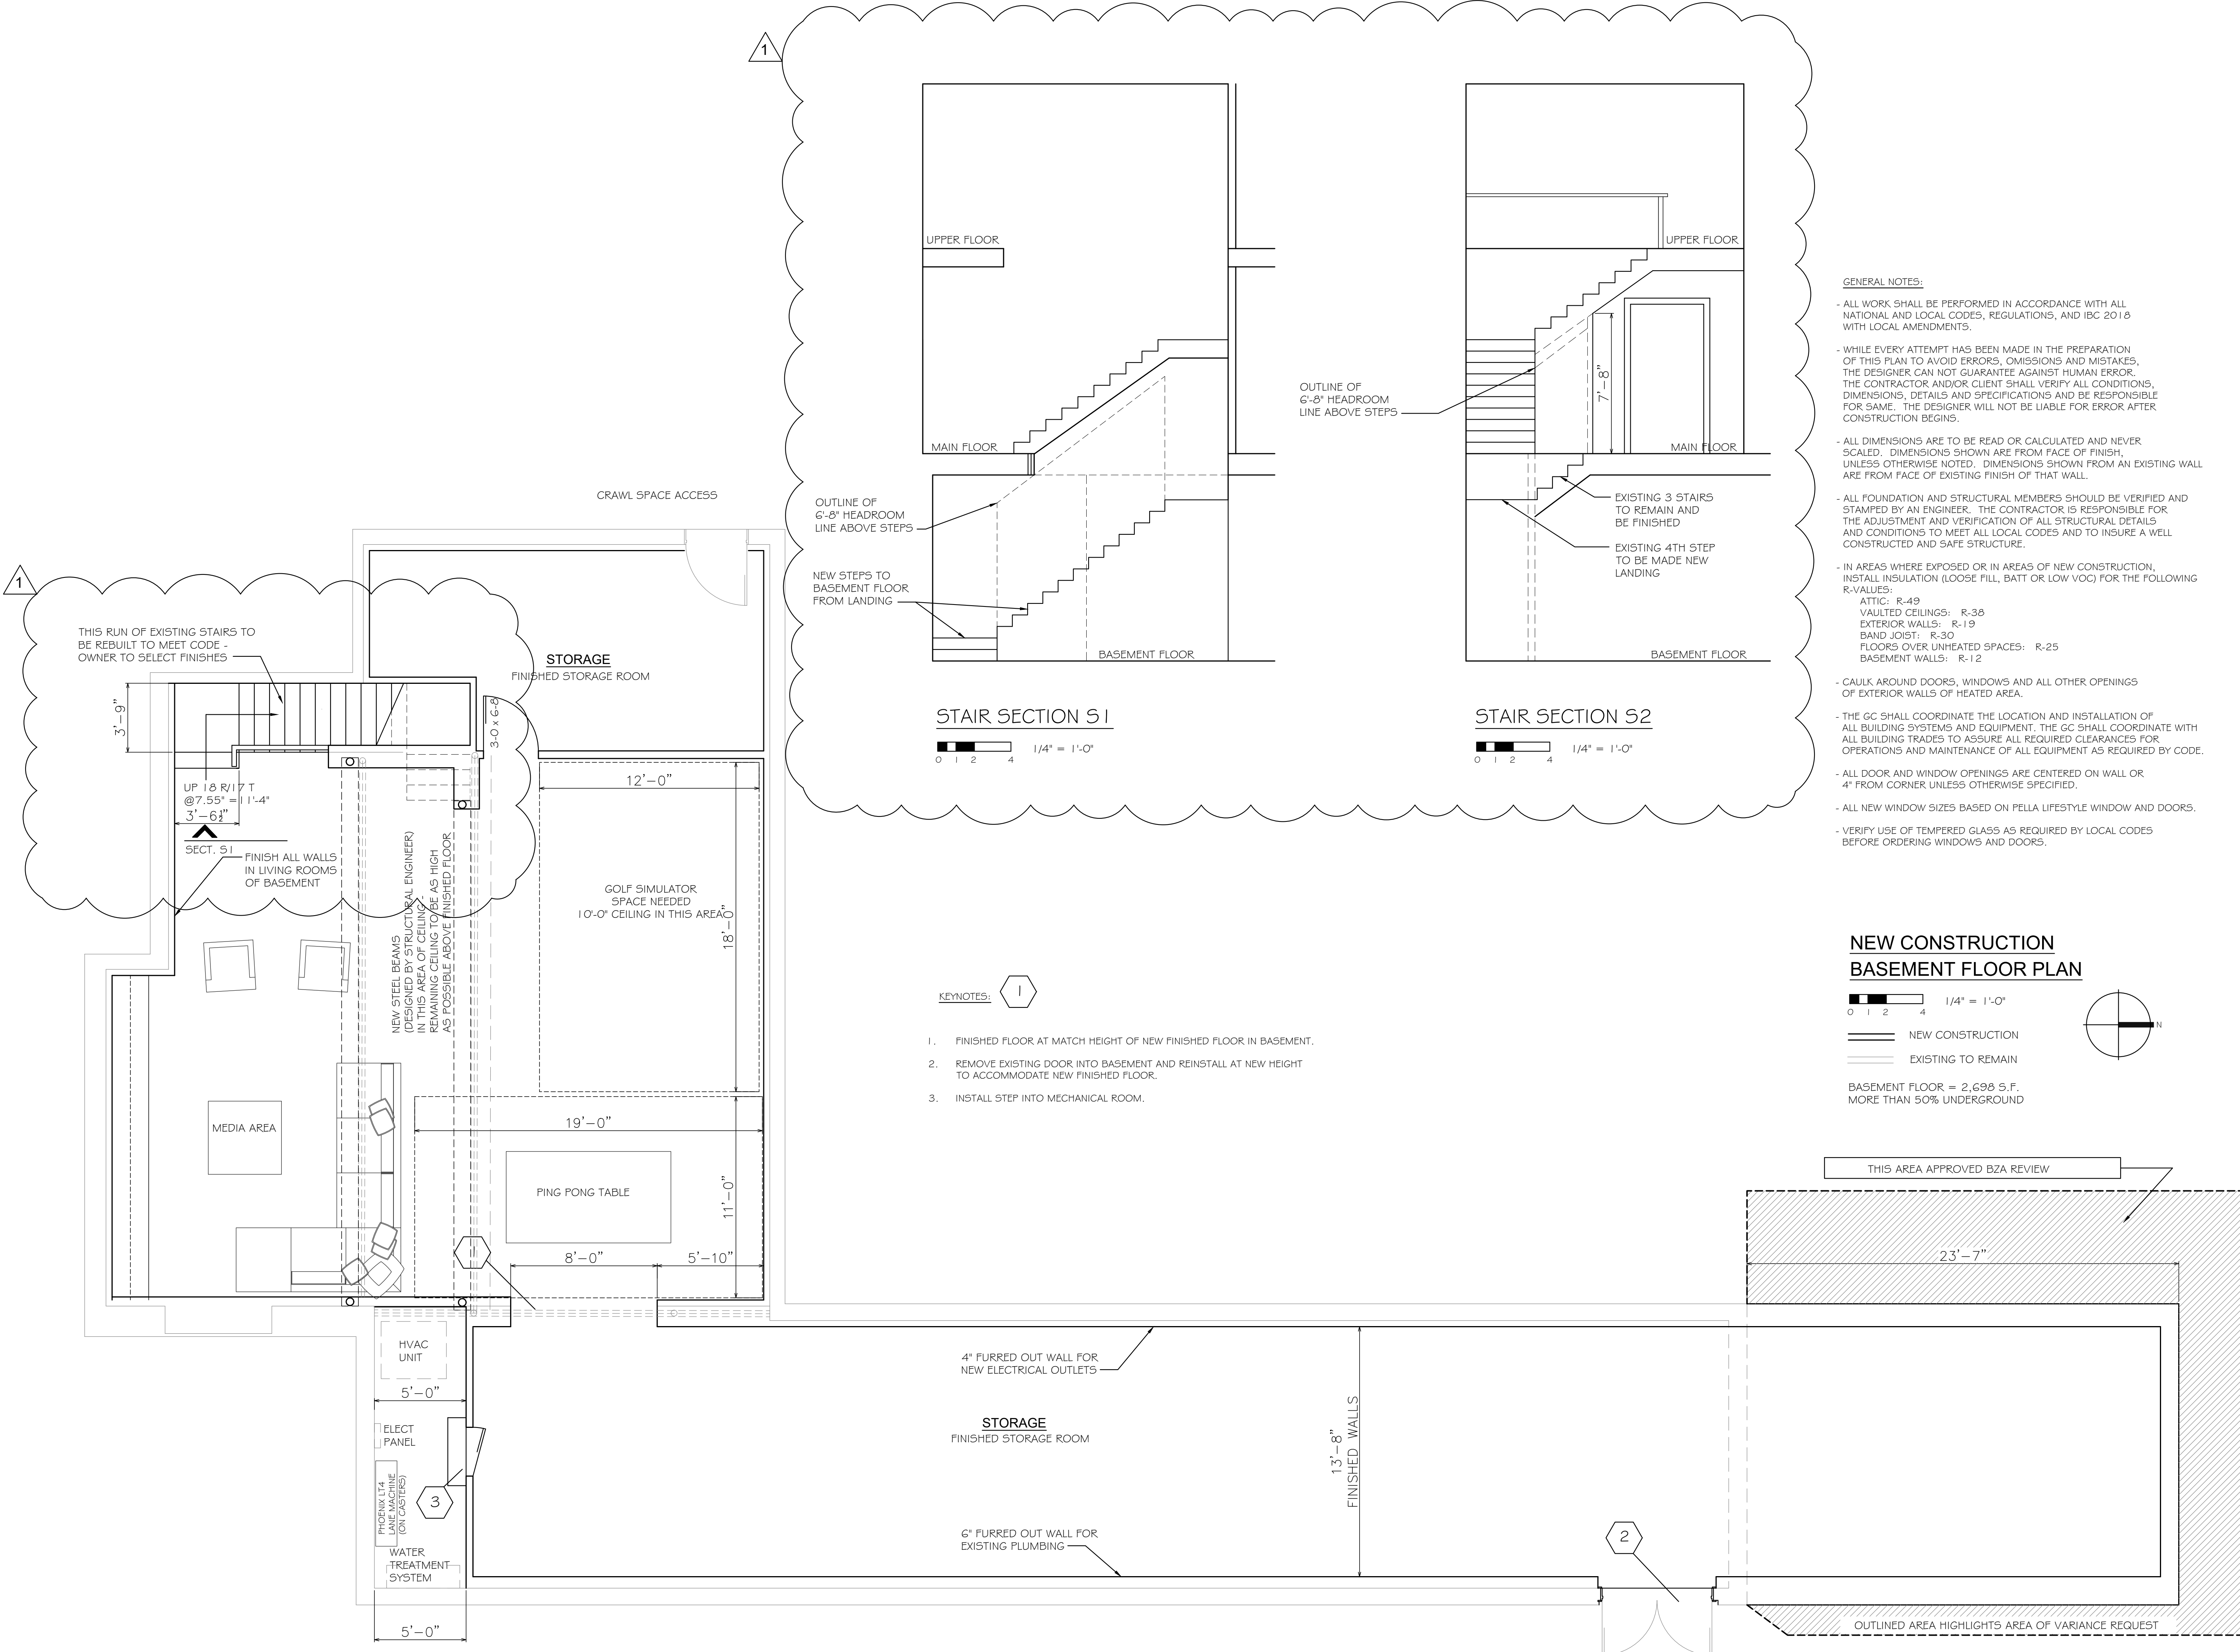 1
UPPER FLOOR
MAIN FLOOR
OUTLINE OF
6'-8" HEADROOM
LINE ABOVE STEPS
NEW STEPS TO
BASEMENT FLOOR
FROM LANDING
BASEMENT FLOOR
STAIR SECTION S1
0 1 2 4
1/4" = 1'-0"
UPPER FLOOR
OUTLINE OF
6'-8" HEADROOM
LINE ABOVE STEPS
7'-8"
MAIN FLOOR
EXISTING 3 STAIRS
TO REMAIN AND
BE FINISHED
EXISTING 4TH STEP
TO BE MADE NEW
LANDING
BASEMENT FLOOR
STAIR SECTION S2
0 1 2 4
1/4" = 1'-0"
GENERAL NOTES:
- ALL WORK SHALL BE PERFORMED IN ACCORDANCE WITH ALL
NATIONAL AND LOCAL CODES, REGULATIONS, AND IBC 2018
WITH LOCAL AMENDMENTS.
- WHILE EVERY ATTEMPT HAS BEEN MADE IN THE PREPARATION
OF THIS PLAN TO AVOID ERRORS, OMISSIONS AND MISTAKES,
THE DESIGNER CAN NOT GUARANTEE AGAINST HUMAN ERROR.
THE CONTRACTOR AND/OR CLIENT SHALL VERIFY ALL CONDITIONS,
DIMENSIONS, DETAILS AND SPECIFICATIONS AND BE RESPONSIBLE
FOR SAME. THE DESIGNER WILL NOT BE LIABLE FOR ERROR AFTER
CONSTRUCTION BEGINS.
- ALL DIMENSIONS ARE TO BE READ OR CALCULATED AND NEVER
SCALED. DIMENSIONS SHOWN ARE FROM FACE OF FINISH,
UNLESS OTHERWISE NOTED. DIMENSIONS SHOWN FROM AN EXISTING WALL
ARE FROM FACE OF EXISTING FINISH OF THAT WALL.
- ALL FOUNDATION AND STRUCTURAL MEMBERS SHOULD BE VERIFIED AND
STAMPED BY AN ENGINEER. THE CONTRACTOR IS RESPONSIBLE FOR
THE ADJUSTMENT AND VERIFICATION OF ALL STRUCTURAL DETAILS
AND CONDITIONS TO MEET ALL LOCAL CODES AND TO INSURE A WELL
CONSTRUCTED AND SAFE STRUCTURE.
- IN AREAS WHERE EXPOSED OR IN AREAS OF NEW CONSTRUCTION,
INSTALL INSULATION (LOOSE FILL, BATT OR LOW VOC) FOR THE FOLLOWING
R-VALUES:
ATTIC: R-49
VAULTED CEILINGS: R-38
EXTERIOR WALLS: R-19
BAND JOIST: R-30
FLOORS OVER UNHEATED SPACES: R-25
BASEMENT WALLS: R-12
- CAULK AROUND DOORS, WINDOWS AND ALL OTHER OPENINGS
OF EXTERIOR WALLS OF HEATED AREA.
- THE GC SHALL COORDINATE THE LOCATION AND INSTALLATION OF
ALL BUILDING SYSTEMS AND EQUIPMENT. THE GC SHALL COORDINATE WITH
ALL BUILDING TRADES TO ASSURE ALL REQUIRED CLEARANCES FOR
OPERATIONS AND MAINTENANCE OF ALL EQUIPMENT AS REQUIRED BY CODE.
- ALL DOOR AND WINDOW OPENINGS ARE CENTERED ON WALL OR
4" FROM CORNER UNLESS OTHERWISE SPECIFIED.
- ALL NEW WINDOW SIZES BASED ON PELLA LIFESTYLE WINDOW AND DOORS.
- VERIFY USE OF TEMPERED GLASS AS REQUIRED BY LOCAL CODES
BEFORE ORDERING WINDOWS AND DOORS.
CRAWL SPACE ACCESS
1
THIS RUN OF EXISTING STAIRS TO
BE REBUILT TO MEET CODE -
OWNER TO SELECT FINISHES
STORAGE
FINISHED STORAGE ROOM
3'-9"
3-0 x 6-8
UP 18 R/17 T
@7.55" = 11'-4"
3'-6½"
SECT. S1
FINISH ALL WALLS
IN LIVING ROOMS
OF BASEMENT
12'-0"
GOLF SIMULATOR
SPACE NEEDED
10'-0" CEILING IN THIS AREA
18'-0"
NEW STEEL BEAMS
(DESIGNED BY STRUCTURAL ENGINEER)
IN THIS AREA OF CEILING -
REMAINING CEILING TO BE AS HIGH
AS POSSIBLE ABOVE FINISHED FLOOR
MEDIA AREA
19'-0"
PING PONG TABLE
11'-0"
1
8'-0"
5'-10"
KEYNOTES:
1
1. FINISHED FLOOR AT MATCH HEIGHT OF NEW FINISHED FLOOR IN BASEMENT.
2. REMOVE EXISTING DOOR INTO BASEMENT AND REINSTALL AT NEW HEIGHT
TO ACCOMMODATE NEW FINISHED FLOOR.
3. INSTALL STEP INTO MECHANICAL ROOM.
NEW CONSTRUCTION
BASEMENT FLOOR PLAN
0 1 2 4
1/4" = 1'-0"
N
NEW CONSTRUCTION
EXISTING TO REMAIN
BASEMENT FLOOR = 2,698 S.F.
MORE THAN 50% UNDERGROUND
THIS AREA APPROVED BZA REVIEW
23'-7"
HVAC
UNIT
5'-0"
ELECT
PANEL
PHOENIX LT4
LANE MACHINE
(ON CASTERS)
3
WATER
TREATMENT
SYSTEM
5'-0"
4" FURRED OUT WALL FOR
NEW ELECTRICAL OUTLETS
STORAGE
FINISHED STORAGE ROOM
13'-8"
FINISHED WALLS
6" FURRED OUT WALL FOR
EXISTING PLUMBING
2
OUTLINED AREA HIGHLIGHTS AREA OF VARIANCE REQUEST